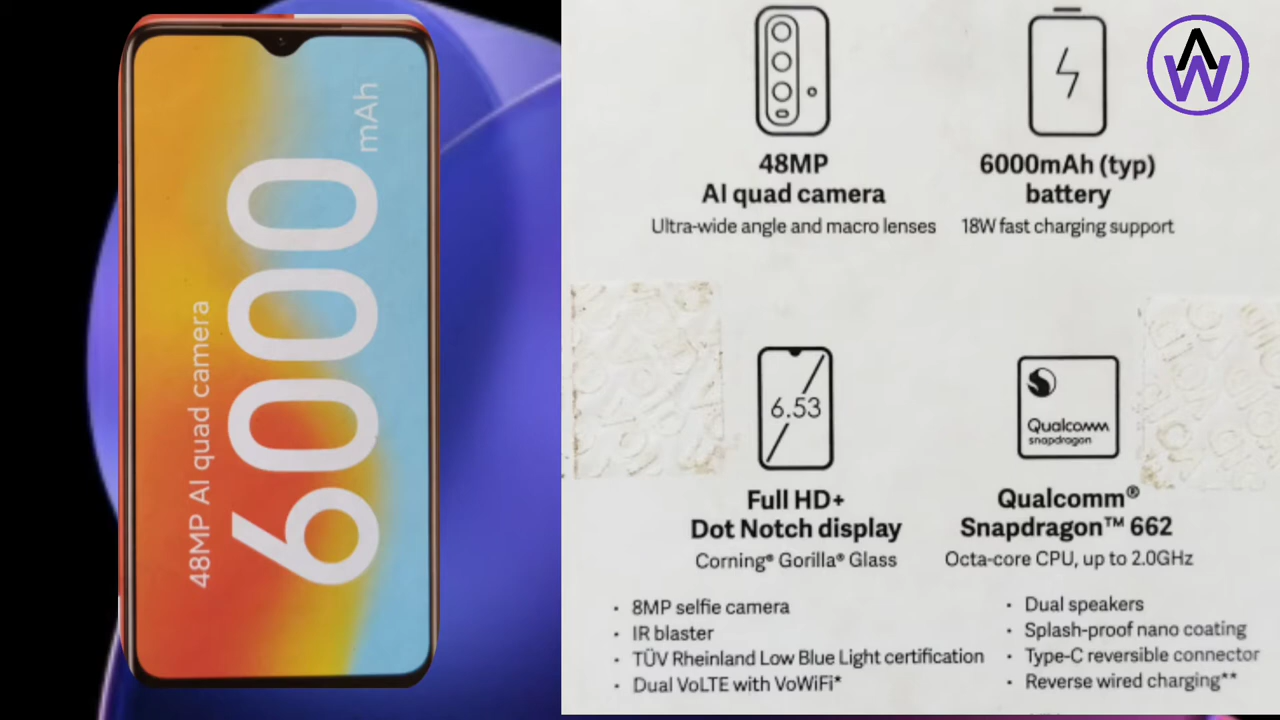 48MP AI quad camera
6000 mAh
48MP
AI quad camera
Ultra-wide angle and macro lenses
6000mAh (typ)
battery
18W fast charging support
AW
6.53
Full HD+
Dot Notch display
Corning® Gorilla® Glass
Qualcomm
snapdragon
Qualcomm®
Snapdragon™ 662
Octa-core CPU, up to 2.0GHz
· 8MP selfie camera
· IR blaster
· TÜV Rheinland Low Blue Light certification
· Dual VoLTE with VoWiFi*
· Dual speakers
· Splash-proof nano coating
· Type-C reversible connector
· Reverse wired charging**